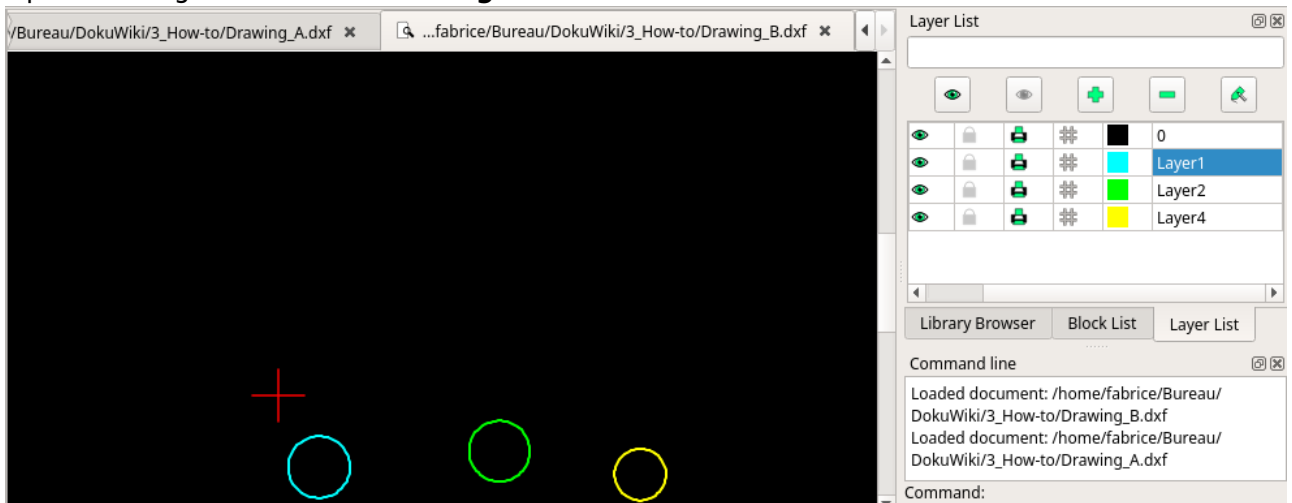 /Bureau/DokuWiki/3_How-to/Drawing_A.dxf
...fabrice/Bureau/DokuWiki/3_How-to/Drawing_B.dxf
Layer List
0
Layer1
Layer2
Layer4
Library Browser
Block List
Layer List
Command line
Loaded document: /home/fabrice/Bureau/
DokuWiki/3_How-to/Drawing_B.dxf
Loaded document: /home/fabrice/Bureau/
DokuWiki/3_How-to/Drawing_A.dxf
Command: